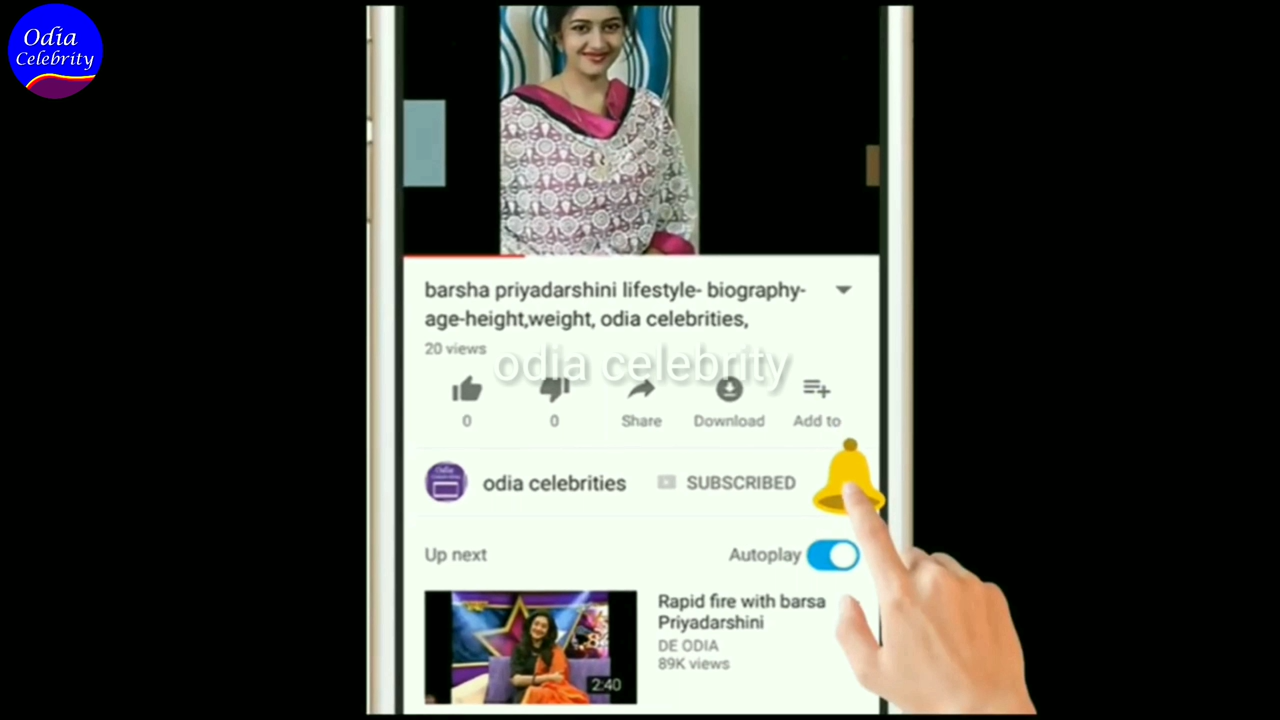 Odia
Celebrity
barsha priyadarshini lifestyle- biography-
age-height,weight, odia celebrities,
20 views
odia celebrity
0
0
Share
Download
Add to
Odia
odia celebrities
SUBSCRIBED
Up next
Autoplay
Rapid fire with barsa
Priyadarshini
DE ODIA
89K views
2:40